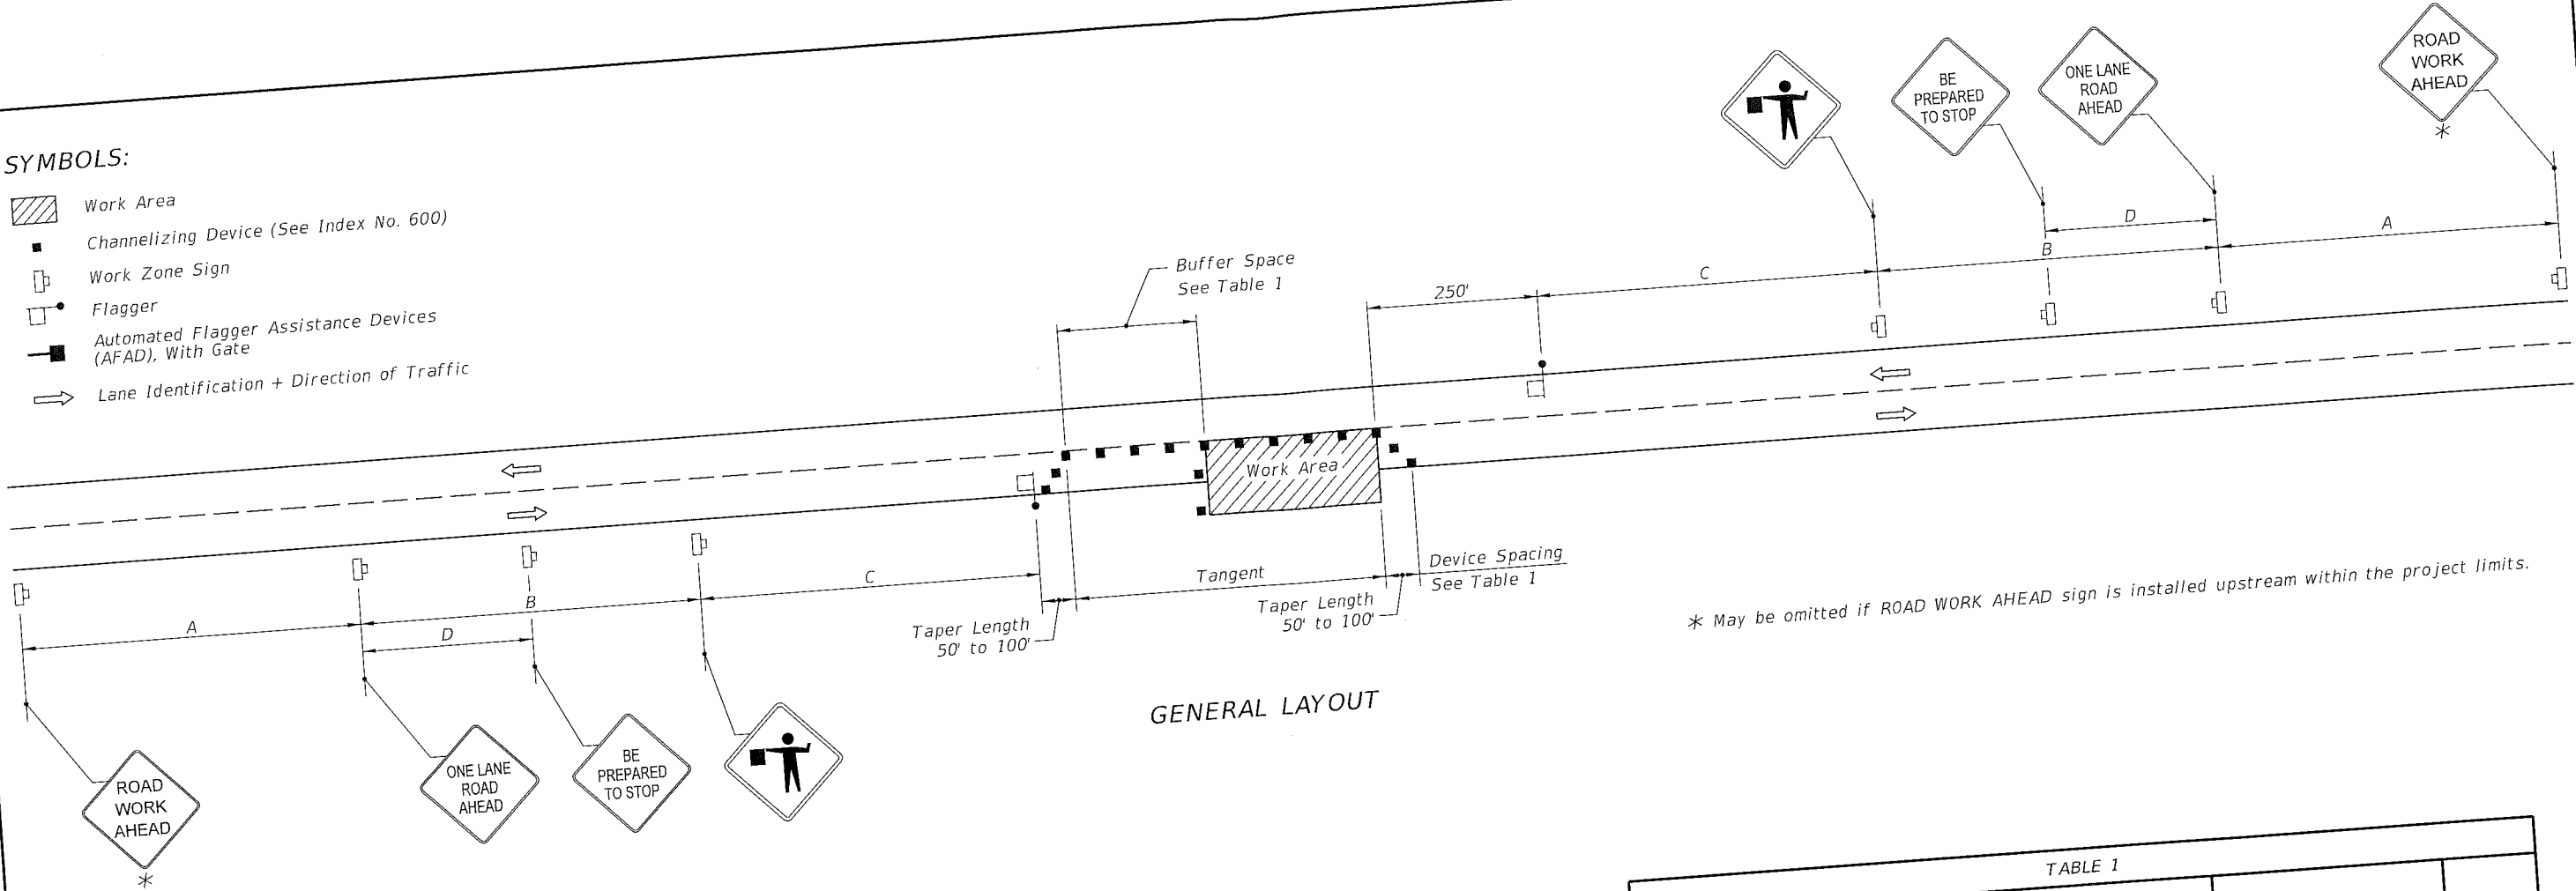 ROAD
WORK
AHEAD
*
BE
PREPARED
TO STOP
ONE LANE
ROAD
AHEAD
SYMBOLS:
Work Area
Channelizing Device (See Index No. 600)
Work Zone Sign
Flagger
Automated Flagger Assistance Devices
(AFAD), With Gate
Lane Identification + Direction of Traffic
Buffer Space
See Table 1
250'
C
B
D
A
Work Area
A
B
D
C
Taper Length
50' to 100'
Tangent
Taper Length
50' to 100'
Device Spacing
See Table 1
* May be omitted if ROAD WORK AHEAD sign is installed upstream within the project limits.
GENERAL LAYOUT
ROAD
WORK
AHEAD
*
ONE LANE
ROAD
AHEAD
BE
PREPARED
TO STOP
TABLE 1